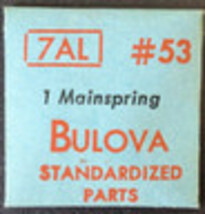 7AL #53
1 Mainspring
BULOVA
STANDARDIZED
PARTS